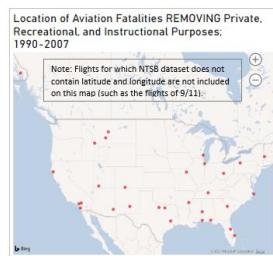 Location of Aviation Fatalities REMOVING Private,
Recreational, and Instructional Purposes;
1990-2007
Note: Flights for which NTSB dataset does not
contain latitude and longitude are not included
on this map (such as the flights of 9/11).
Bing